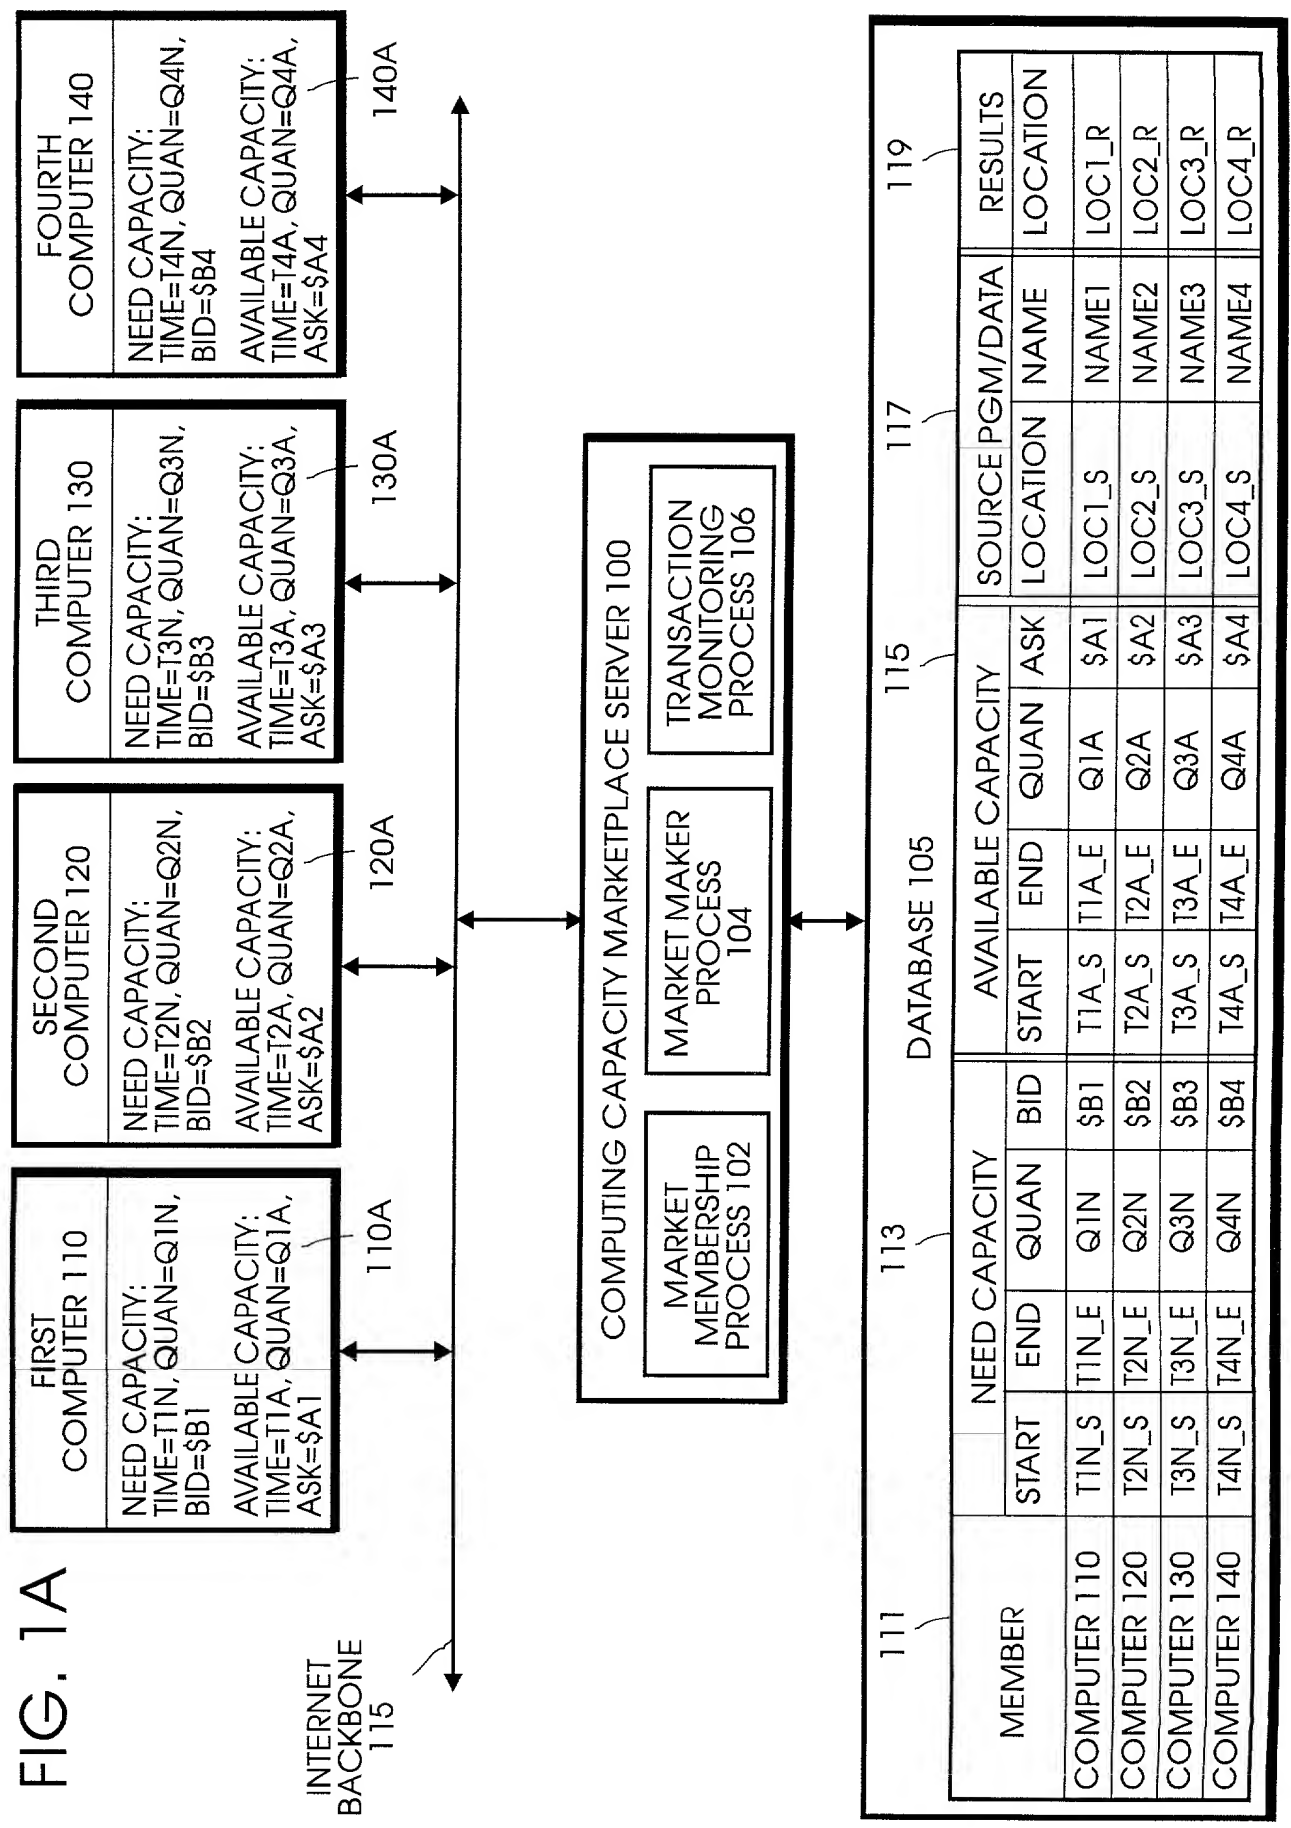 FIG. 1A
FIRST
COMPUTER 110
NEED CAPACITY:
TIME=T1N, QUAN=Q1N,
BID=$B1
AVAILABLE CAPACITY:
TIME=T1A, QUAN=Q1A,
ASK=$A1
110A
SECOND
COMPUTER 120
NEED CAPACITY:
TIME=T2N, QUAN=Q2N,
BID=$B2
AVAILABLE CAPACITY:
TIME=T2A, QUAN=Q2A,
ASK=$A2
120A
THIRD
COMPUTER 130
NEED CAPACITY:
TIME=T3N, QUAN=Q3N,
BID=$B3
AVAILABLE CAPACITY:
TIME=T3A, QUAN=Q3A,
ASK=$A3
130A
FOURTH
COMPUTER 140
NEED CAPACITY:
TIME=T4N, QUAN=Q4N,
BID=$B4
AVAILABLE CAPACITY:
TIME=T4A, QUAN=Q4A,
ASK=$A4
140A
INTERNET
BACKBONE
115
COMPUTING CAPACITY MARKETPLACE SERVER 100
MARKET
MEMBERSHIP
PROCESS 102
MARKET MAKER
PROCESS
104
TRANSACTION
MONITORING
PROCESS 106
DATABASE 105
111 113 115 117 119
MEMBER NEED CAPACITY AVAILABLE CAPACITY SOURCE PGM/DATA RESULTS
START END QUAN BID START END QUAN ASK LOCATION NAME LOCATION
COMPUTER 110 T1N_S T1N_E Q1N $B1 T1A_S T1A_E Q1A $A1 LOC1_S NAME1 LOC1_R
COMPUTER 120 T2N_S T2N_E Q2N $B2 T2A_S T2A_E Q2A $A2 LOC2_S NAME2 LOC2_R
COMPUTER 130 T3N_S T3N_E Q3N $B3 T3A_S T3A_E Q3A $A3 LOC3_S NAME3 LOC3_R
COMPUTER 140 T4N_S T4N_E Q4N $B4 T4A_S T4A_E Q4A $A4 LOC4_S NAME4 LOC4_R